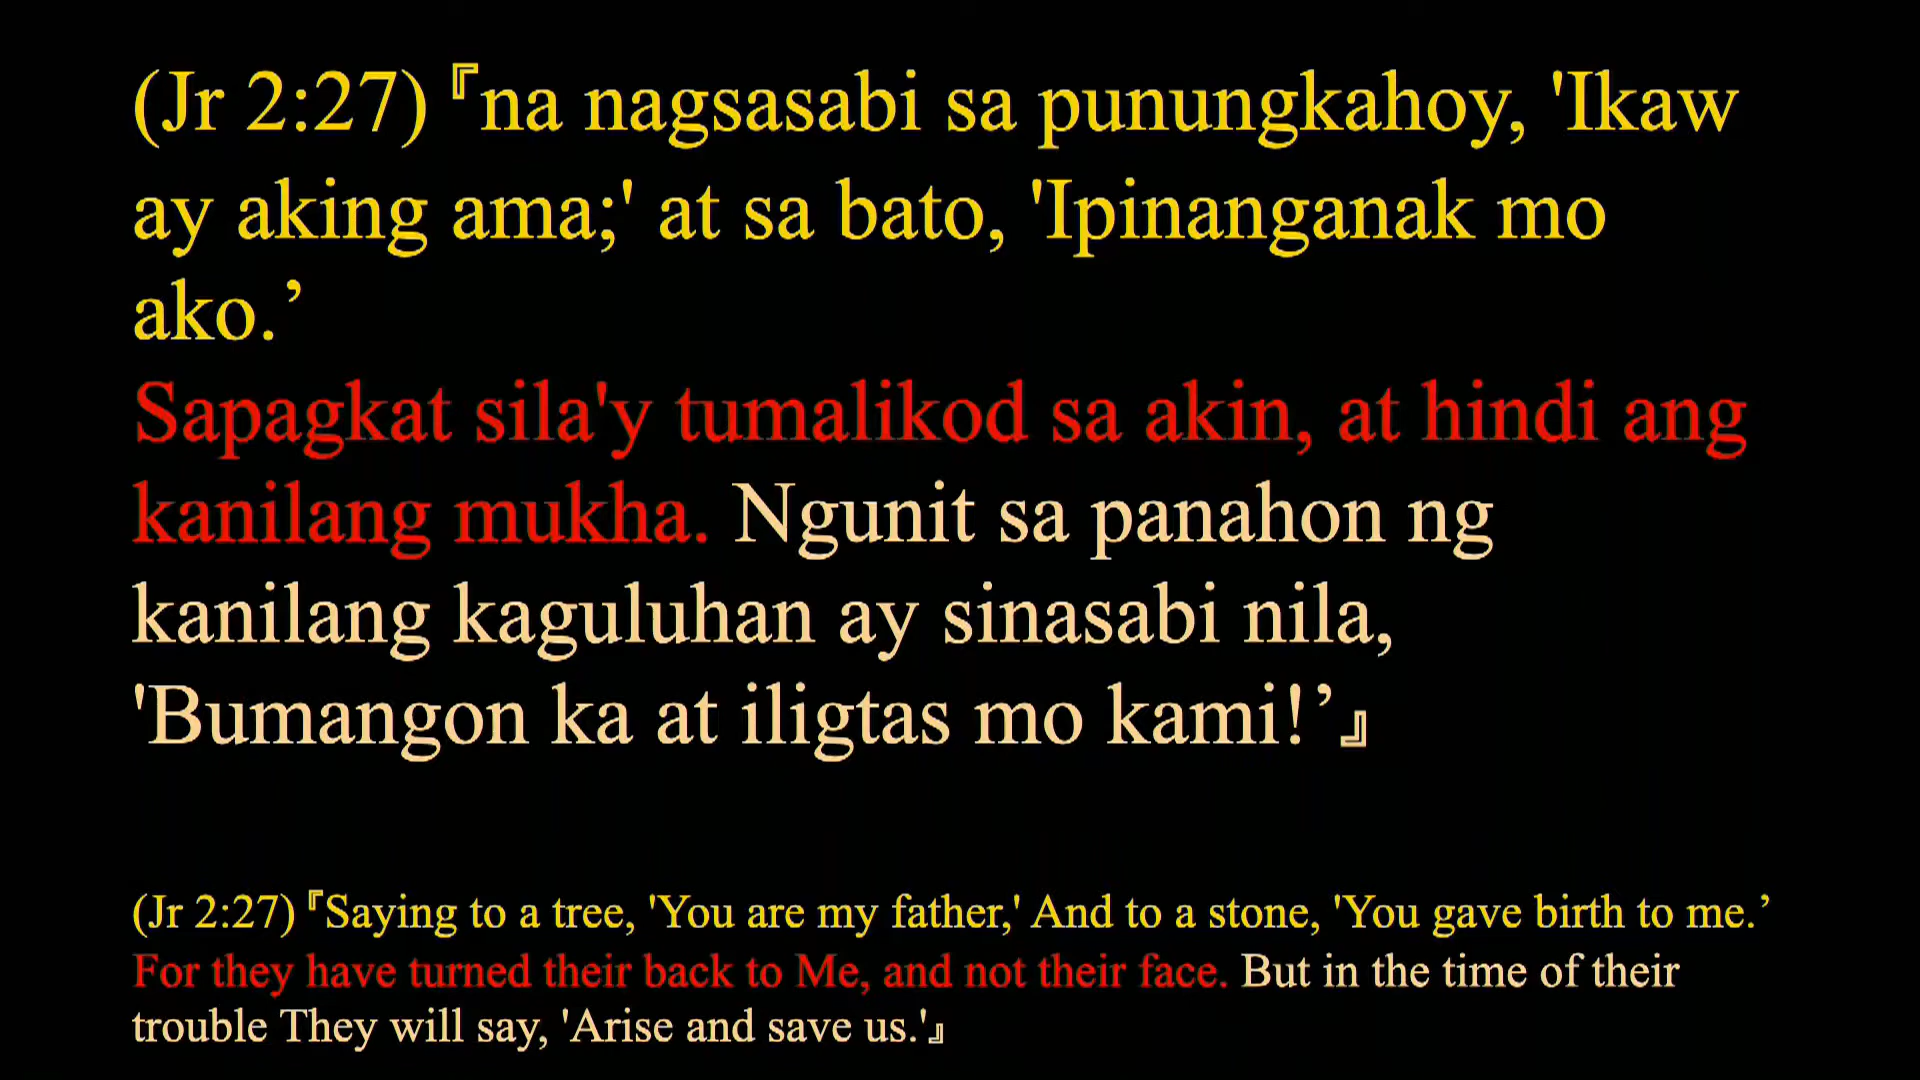 (Jr 2:27)『na nagsasabi sa punungkahoy, 'Ikaw
ay aking ama;' at sa bato, 'Ipinanganak mo
ako.’
Sapagkat sila'y tumalikod sa akin, at hindi ang
kanilang mukha. Ngunit sa panahon ng
kanilang kaguluhan ay sinasabi nila,
'Bumangon ka at iligtas mo kami!’』
(Jr 2:27)『Saying to a tree, 'You are my father,' And to a stone, 'You gave birth to me.’
For they have turned their back to Me, and not their face. But in the time of their
trouble They will say, 'Arise and save us.'』